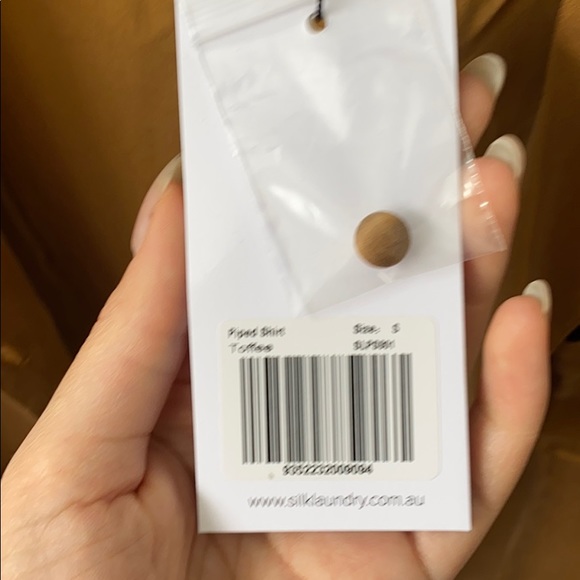 Piped Shirt Size: S
Toffee SLPS001
9352232009094
www.silklaundry.com.au